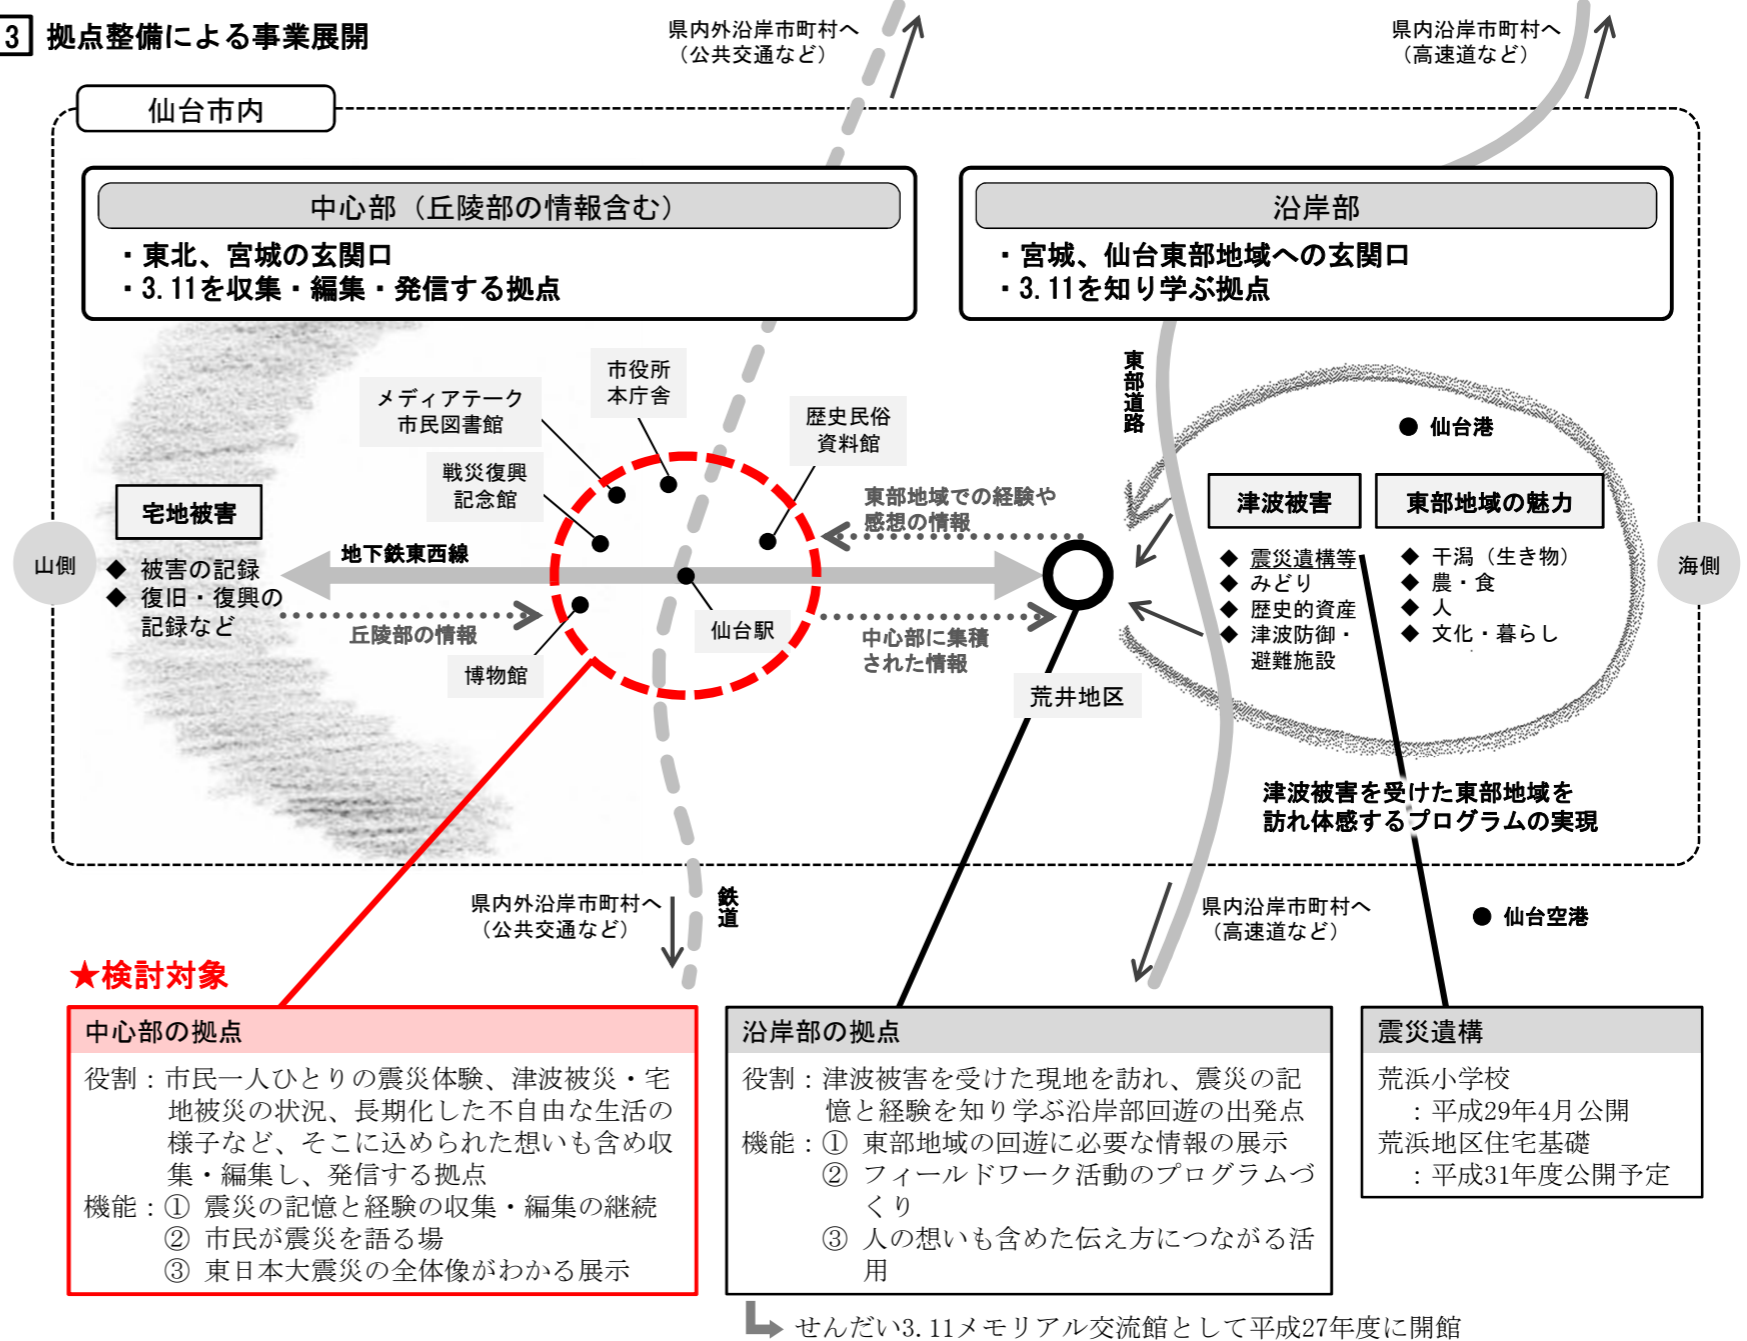 3 拠点整備による事業展開
県内外沿岸市町村へ
（公共交通など）
県内沿岸市町村へ
（高速道など）
仙台市内
中心部（丘陵部の情報含む）
・東北、宮城の玄関口
・3.11を収集・編集・発信する拠点
沿岸部
・宮城、仙台東部地域への玄関口
・3.11を知り学ぶ拠点
市役所
本庁舎
メディアテーク
市民図書館
歴史民俗
資料館
戦災復興
記念館
東部道路
仙台港
宅地被害
津波被害
東部地域の魅力
東部地域での経験や
感想の情報
山側
◆ 被害の記録
◆ 復旧・復興の
記録など
地下鉄東西線
◆ 震災遺構等
◆ みどり
◆ 歴史的資産
◆ 津波防御・
避難施設
◆ 干潟（生き物）
◆ 農・食
◆ 人
◆ 文化・暮らし
海側
丘陵部の情報
仙台駅
中心部に集積
された情報
博物館
荒井地区
津波被害を受けた東部地域を
訪れ体感するプログラムの実現
県内外沿岸市町村へ
（公共交通など）
鉄道
県内沿岸市町村へ
（高速道など）
仙台空港
★検討対象
中心部の拠点
役割：市民一人ひとりの震災体験、津波被災・宅
地被災の状況、長期化した不自由な生活の
様子など、そこに込められた想いも含め収
集・編集し、発信する拠点
機能：① 震災の記憶と経験の収集・編集の継続
② 市民が震災を語る場
③ 東日本大震災の全体像がわかる展示
沿岸部の拠点
役割：津波被害を受けた現地を訪れ、震災の記
憶と経験を知り学ぶ沿岸部回遊の出発点
機能：① 東部地域の回遊に必要な情報の展示
② フィールドワーク活動のプログラムづ
くり
③ 人の想いも含めた伝え方につながる活
用
震災遺構
荒浜小学校
：平成29年4月公開
荒浜地区住宅基礎
：平成31年度公開予定
せんだい3.11メモリアル交流館として平成27年度に開館